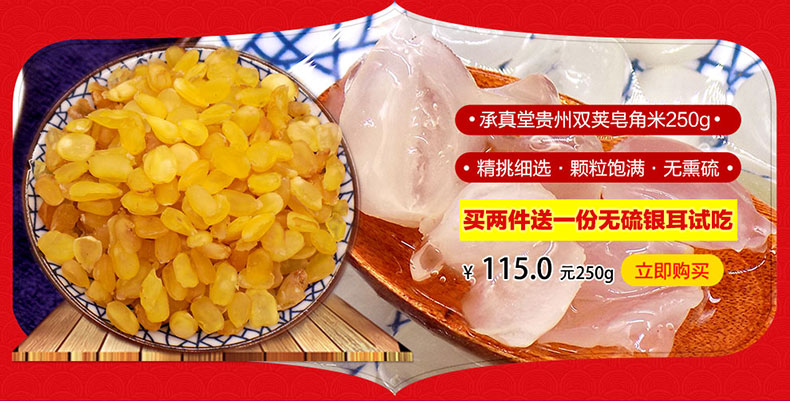 承真堂贵州双荚皂角米250g
精挑细选·颗粒饱满·无熏硫
买两件送一份无硫银耳试吃
¥ 115.0 元250g 立即购买